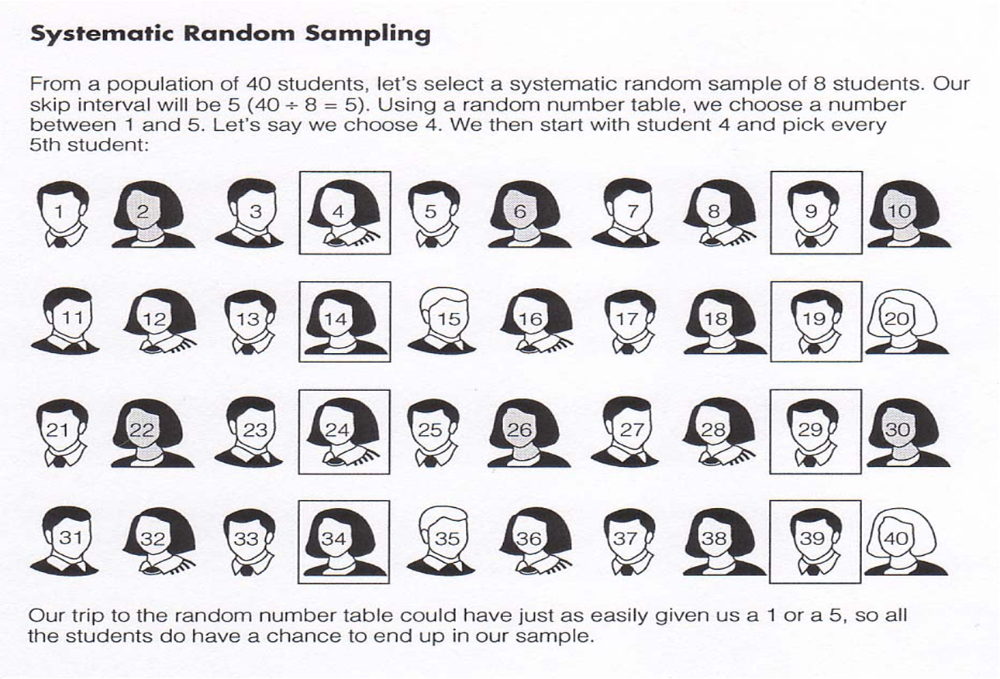 Systematic Random Sampling
From a population of 40 students, let's select a systematic random sample of 8 students. Our
skip interval will be 5 (40 ÷ 8 = 5). Using a random number table, we choose a number
between 1 and 5. Let's say we choose 4. We then start with student 4 and pick every
5th student:
1 2 3 4 5 6 7 8 9 10
11 12 13 14 15 16 17 18 19 20
21 22 23 24 25 26 27 28 29 30
31 32 33 34 35 36 37 38 39 40
Our trip to the random number table could have just as easily given us a 1 or a 5, so all
the students do have a chance to end up in our sample.